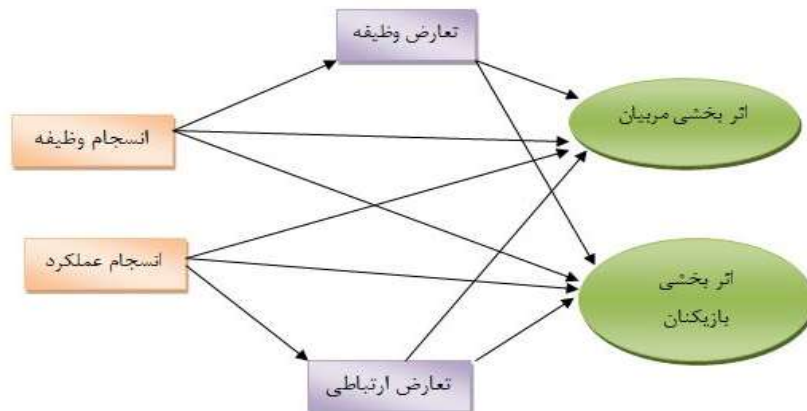 تعارض وظیفه
اثر بخشی مربیان
انسجام وظیفه
انسجام عملکرد
اثر بخشی
بازیکنان
تعارض ارتباطی